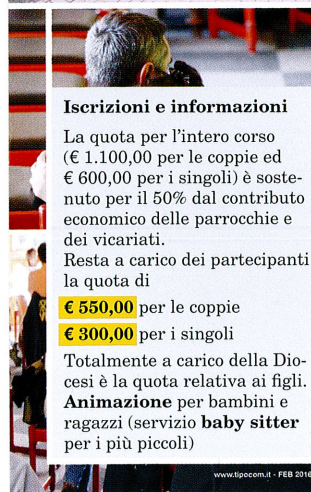 Iscrizioni e informazioni
La quota per l'intero corso
(€ 1.100,00 per le coppie ed
€ 600,00 per i singoli) è soste-
nuto per il 50% dal contributo
economico delle parrocchie e
dei vicariati.
Resta a carico dei partecipanti
la quota di
€ 550,00 per le coppie
€ 300,00 per i singoli
Totalmente a carico della Dio-
cesi è la quota relativa ai figli.
Animazione per bambini e
ragazzi (servizio baby sitter
per i più piccoli)
www.tipocom.it - FEB 2016